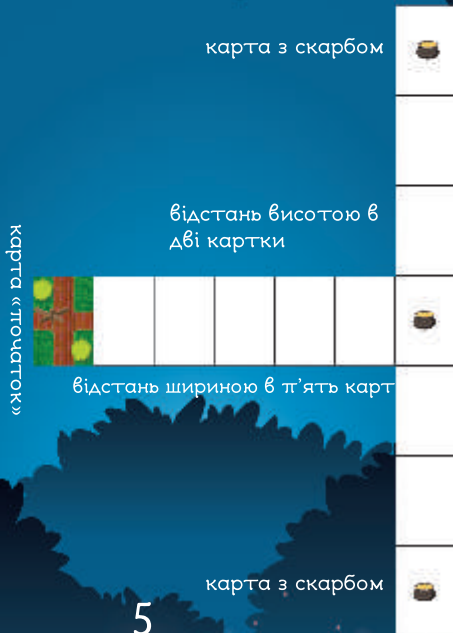 карта з скарбом
відстань висотою в
дві картки
карта «початок»
відстань шириною в п'ять карт
карта з скарбом
5